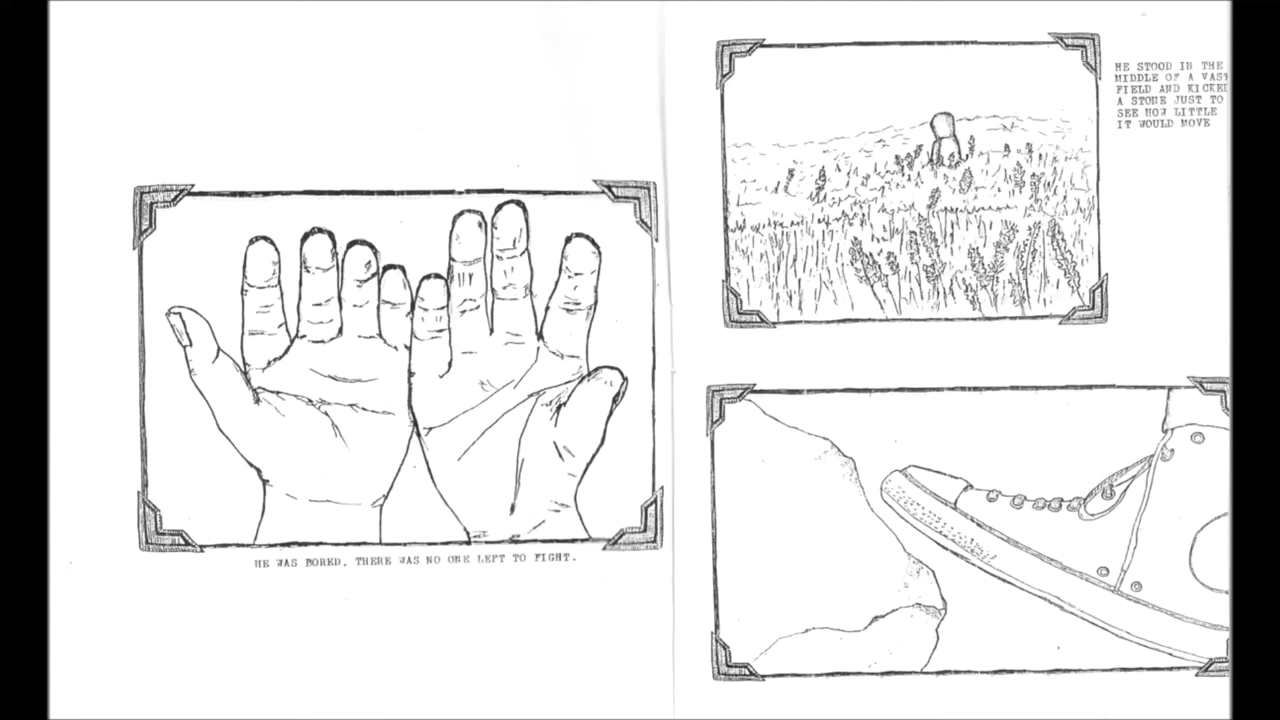 HE WAS BORED, THERE WAS NO ONE LEFT TO FIGHT.
HE STOOD IN THE
MIDDLE OF A VAST
FIELD AND KICKED
A STONE JUST TO
SEE HOW LITTLE
IT WOULD MOVE